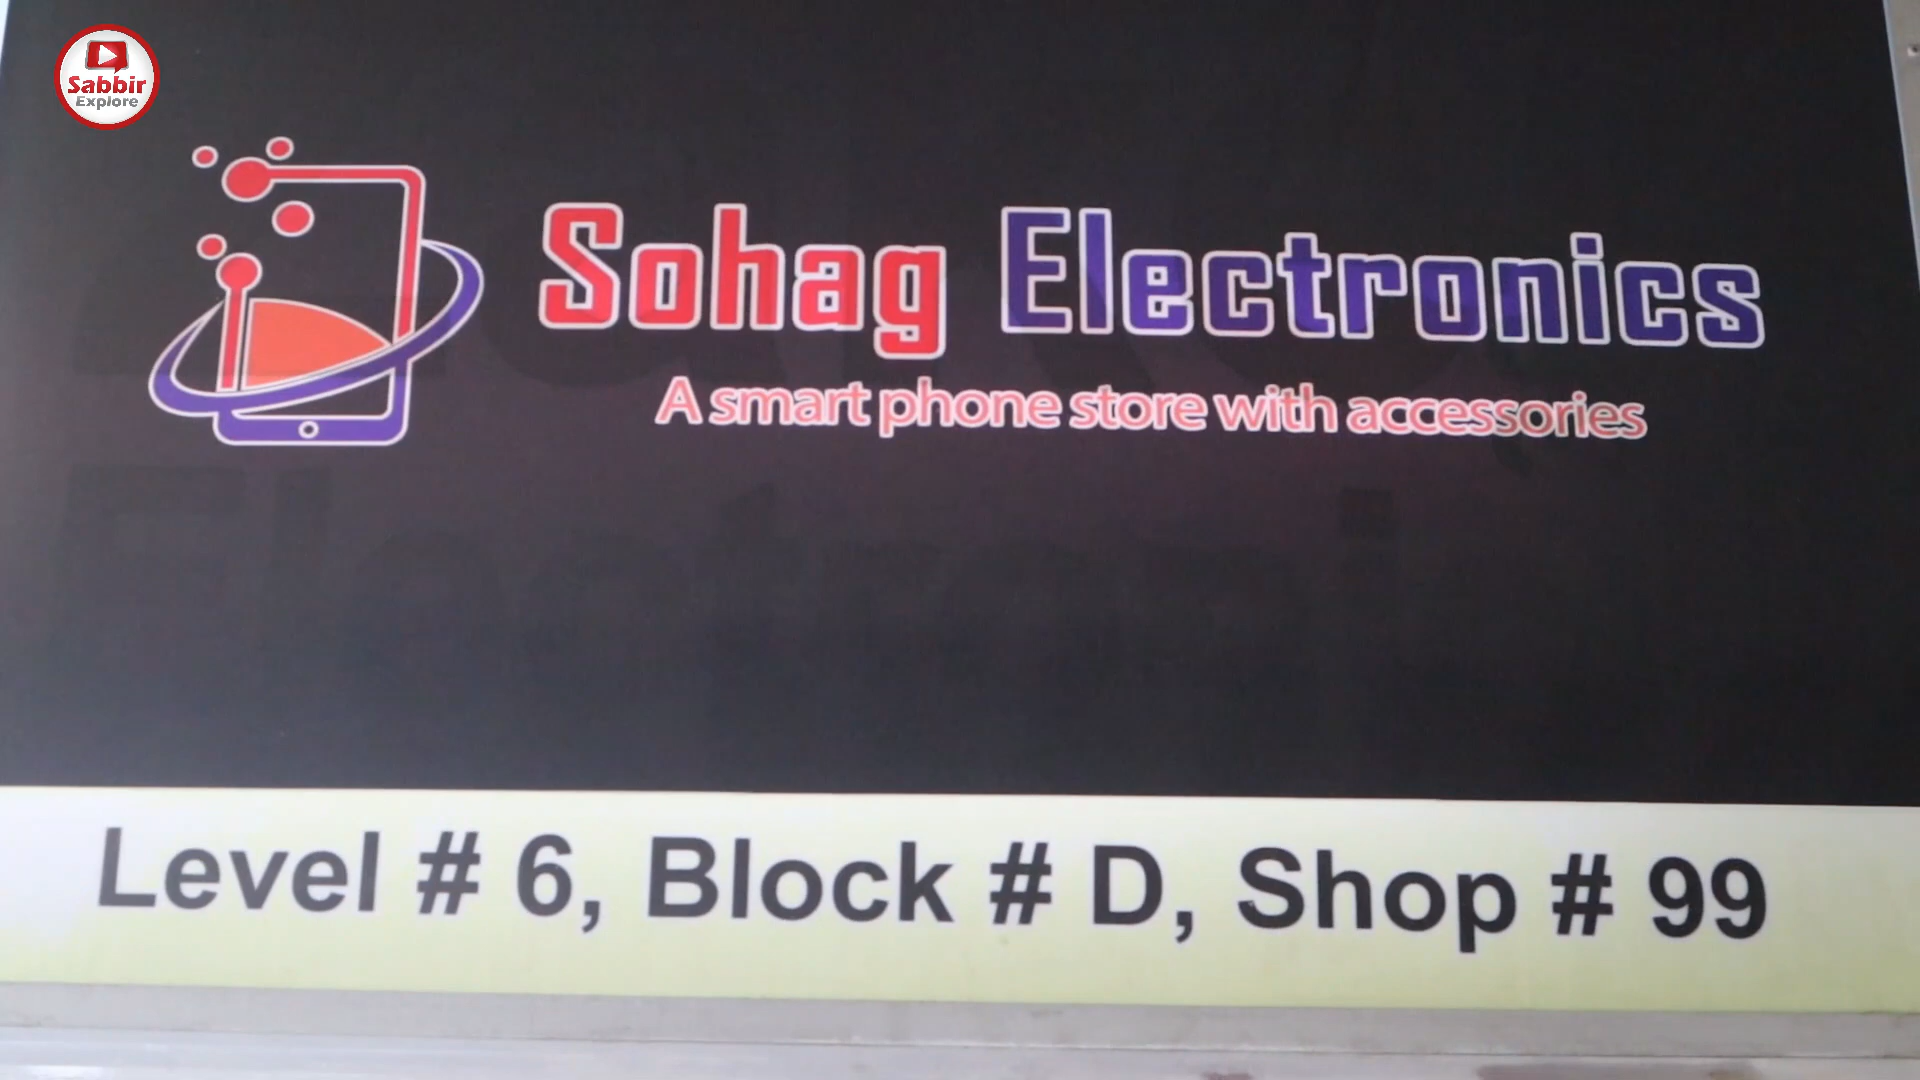 Sabbir
Explore
Sohag Electronics
A smart phone store with accessories
Level # 6, Block # D, Shop # 99